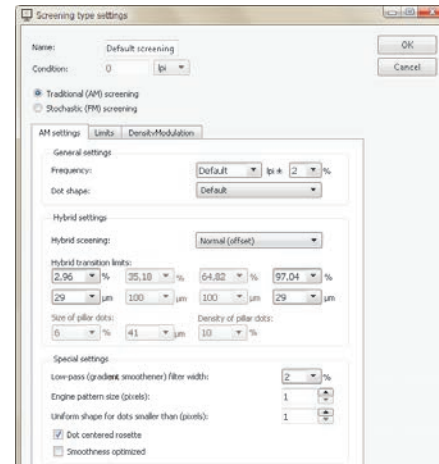 Screening type settings
Name: Default screening
OK
Condition: 0 lpi
Cancel
Traditional (AM) screening
Stochastic (FM) screening
AM settings Limits DensityModulation
General settings
Frequency: Default lpi ± 2 %
Dot shape: Default
Hybrid settings
Hybrid screening: Normal (offset)
Hybrid transition limits:
2,96 % 35,18 % 64,82 % 97,04 %
29 µm 100 µm 100 µm 29 µm
Size of pillar dots: Density of pillar dots:
6 % 41 µm 10 %
Special settings
Low-pass (gradient smoothener) filter width: 2 %
Engine pattern size (pixels): 1
Uniform shape for dots smaller than (pixels): 1
Dot centered rosette
Smoothness optimized